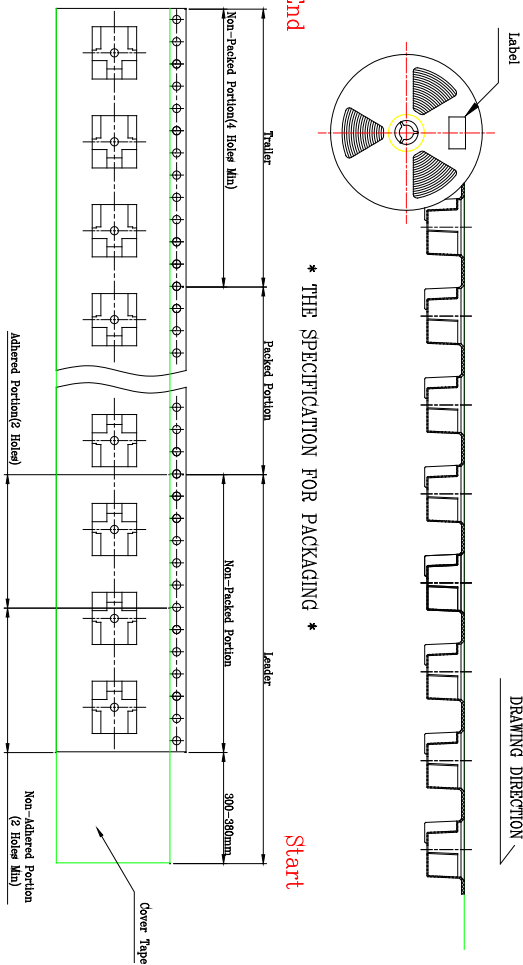 Label
DRAWING DIRECTION
* THE SPECIFICATION FOR PACKAGING *
End
Start
Trailer
Packed Portion
Leader
Non-Packed Portion(4 Holes Min)
Non-Packed Portion
300-380mm
Adhered Portion(2 Holes)
Non-Adhered Portion
(2 Holes Min)
Cover Tape